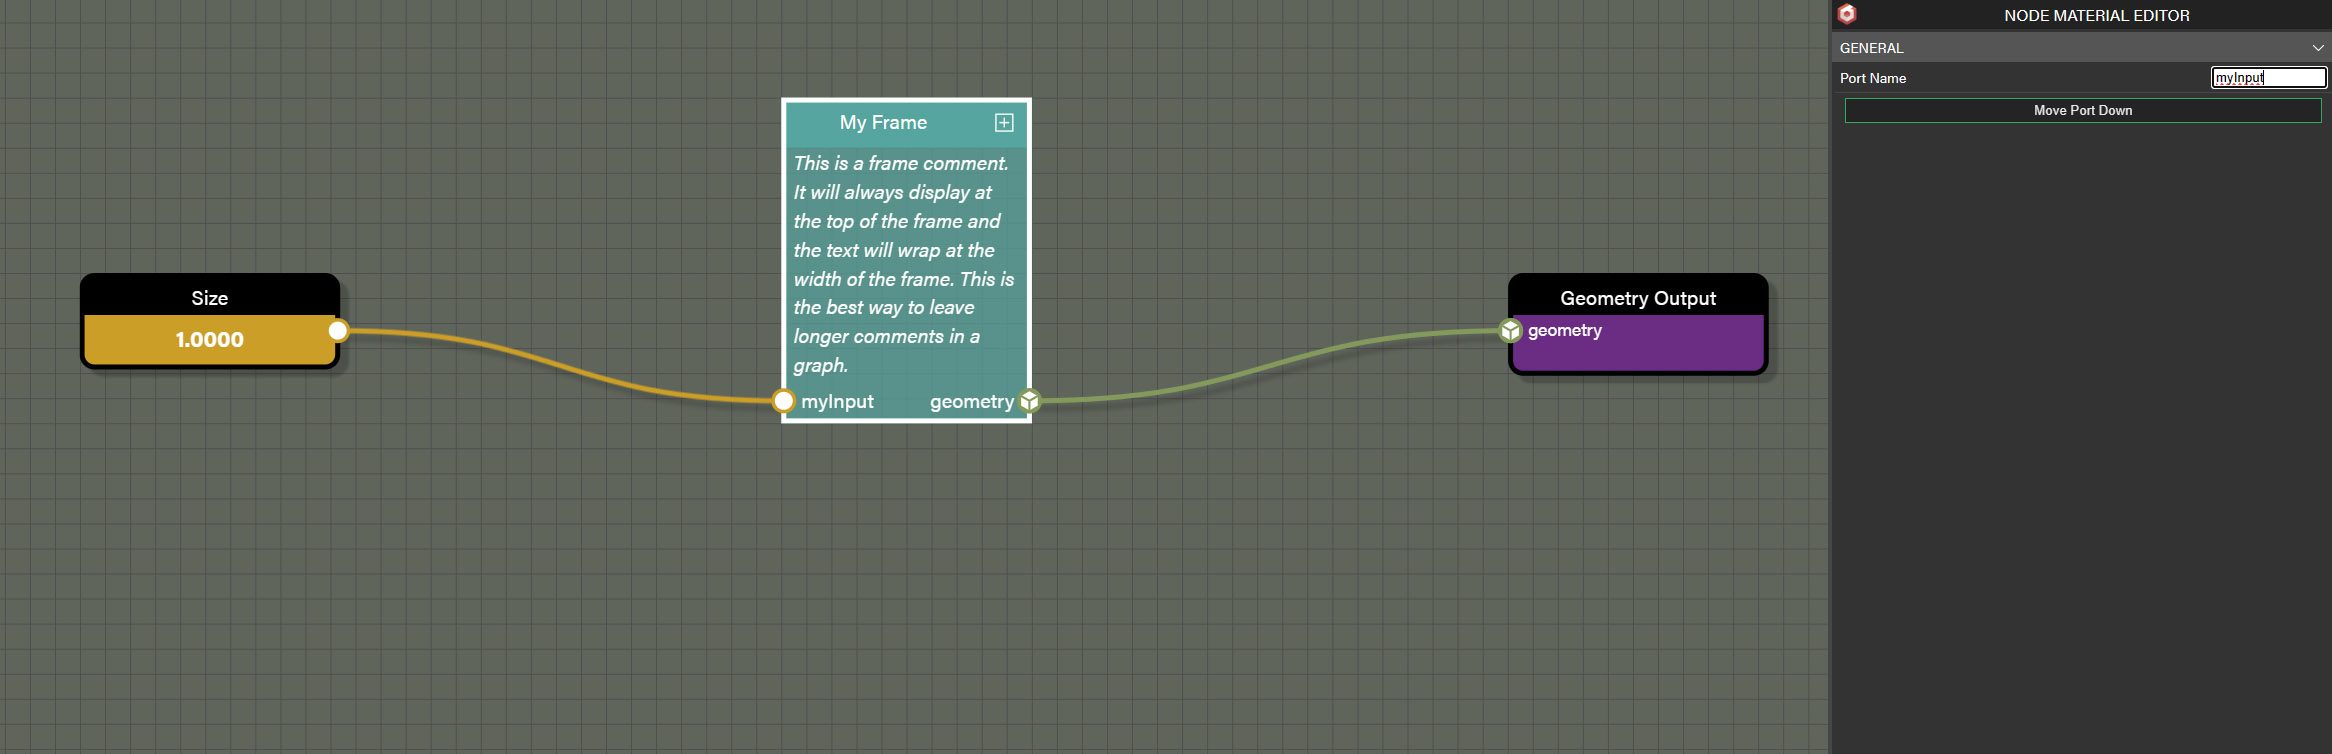 Size
1.0000
My Frame
This is a frame comment.
It will always display at
the top of the frame and
the text will wrap at the
width of the frame. This is
the best way to leave
longer comments in a
graph.
myInput
geometry
Geometry Output
geometry
NODE MATERIAL EDITOR
GENERAL
Port Name
myInput
Move Port Down